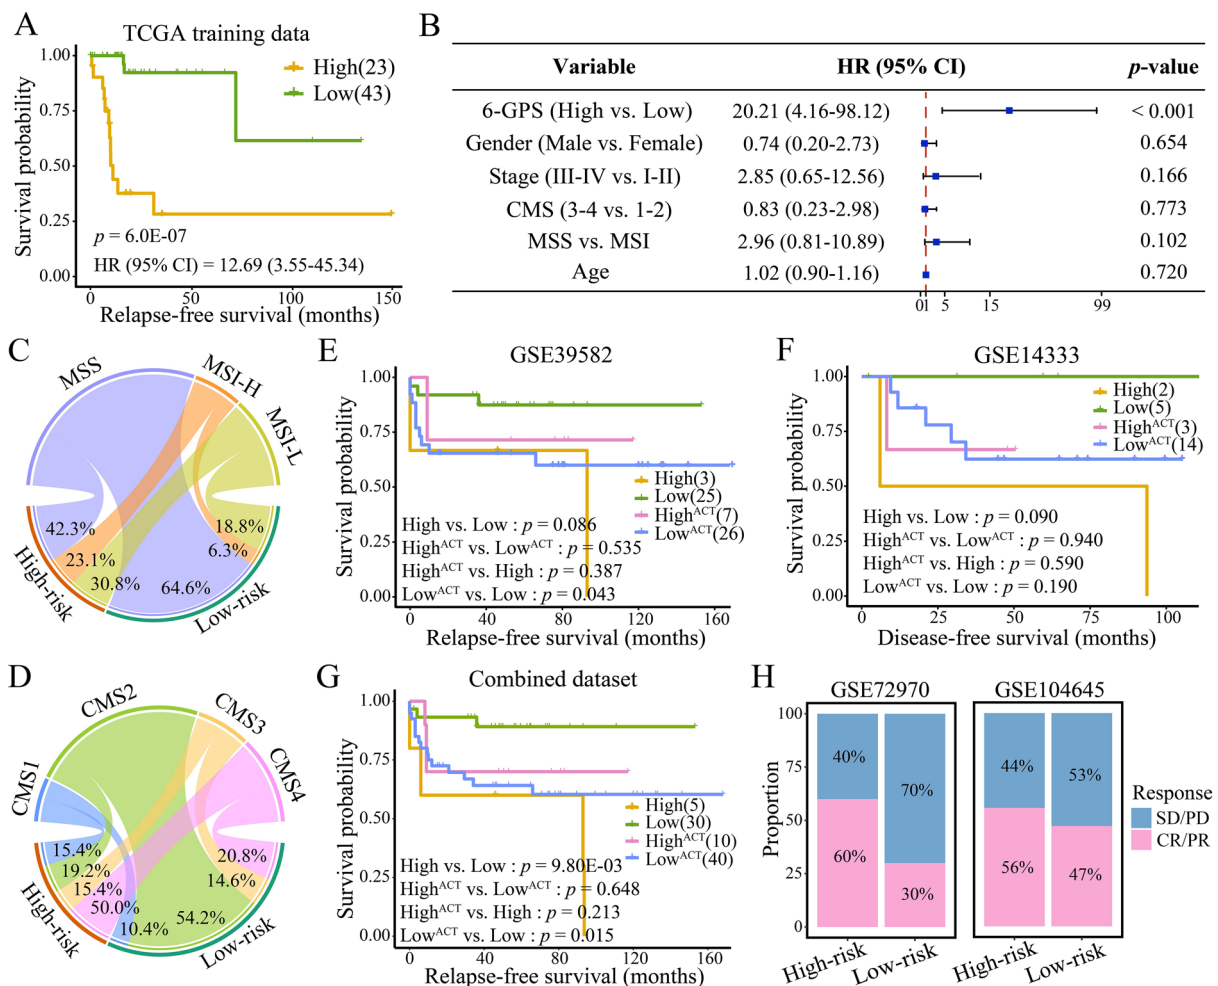 A
TCGA training data
Survival probability
1.00
0.75
0.50
0.25
0.00
High(23)
Low(43)
p = 6.0E-07
HR (95% CI) = 12.69 (3.55-45.34)
0 50 100 150
Relapse-free survival (months)
B
Variable HR (95% CI) p-value
6-GPS (High vs. Low) 20.21 (4.16-98.12) < 0.001
Gender (Male vs. Female) 0.74 (0.20-2.73) 0.654
Stage (III-IV vs. I-II) 2.85 (0.65-12.56) 0.166
CMS (3-4 vs. 1-2) 0.83 (0.23-2.98) 0.773
MSS vs. MSI 2.96 (0.81-10.89) 0.102
Age 1.02 (0.90-1.16) 0.720
0 1 5 15 99
C
MSS
MSI-H
MSI-L
42.3%
23.1%
30.8%
64.6%
6.3%
18.8%
High-risk
Low-risk
D
CMS1
CMS2
CMS3
CMS4
15.4%
19.2%
15.4%
50.0%
10.4%
54.2%
14.6%
20.8%
High-risk
Low-risk
E
GSE39582
Survival probability
1.00
0.75
0.50
0.25
0.00
High(3)
Low(25)
High^ACT(7)
Low^ACT(26)
High vs. Low : p = 0.086
High^ACT vs. Low^ACT : p = 0.535
High^ACT vs. High : p = 0.387
Low^ACT vs. Low : p = 0.043
0 40 80 120 160
Relapse-free survival (months)
F
GSE14333
Survival probability
1.00
0.75
0.50
0.25
0.00
High(2)
Low(5)
High^ACT(3)
Low^ACT(14)
High vs. Low : p = 0.090
High^ACT vs. Low^ACT : p = 0.940
High^ACT vs. High : p = 0.590
Low^ACT vs. Low : p = 0.190
0 25 50 75 100
Disease-free survival (months)
G
Combined dataset
Survival probability
1.00
0.75
0.50
0.25
0.00
High(5)
Low(30)
High^ACT(10)
Low^ACT(40)
High vs. Low : p = 9.80E-03
High^ACT vs. Low^ACT : p = 0.648
High^ACT vs. High : p = 0.213
Low^ACT vs. Low : p = 0.015
0 40 80 120 160
Relapse-free survival (months)
H
GSE72970 GSE104645
Proportion
100
75
50
25
0
40%
60%
70%
30%
44%
56%
53%
47%
High-risk Low-risk High-risk Low-risk
Response
SD/PD
CR/PR